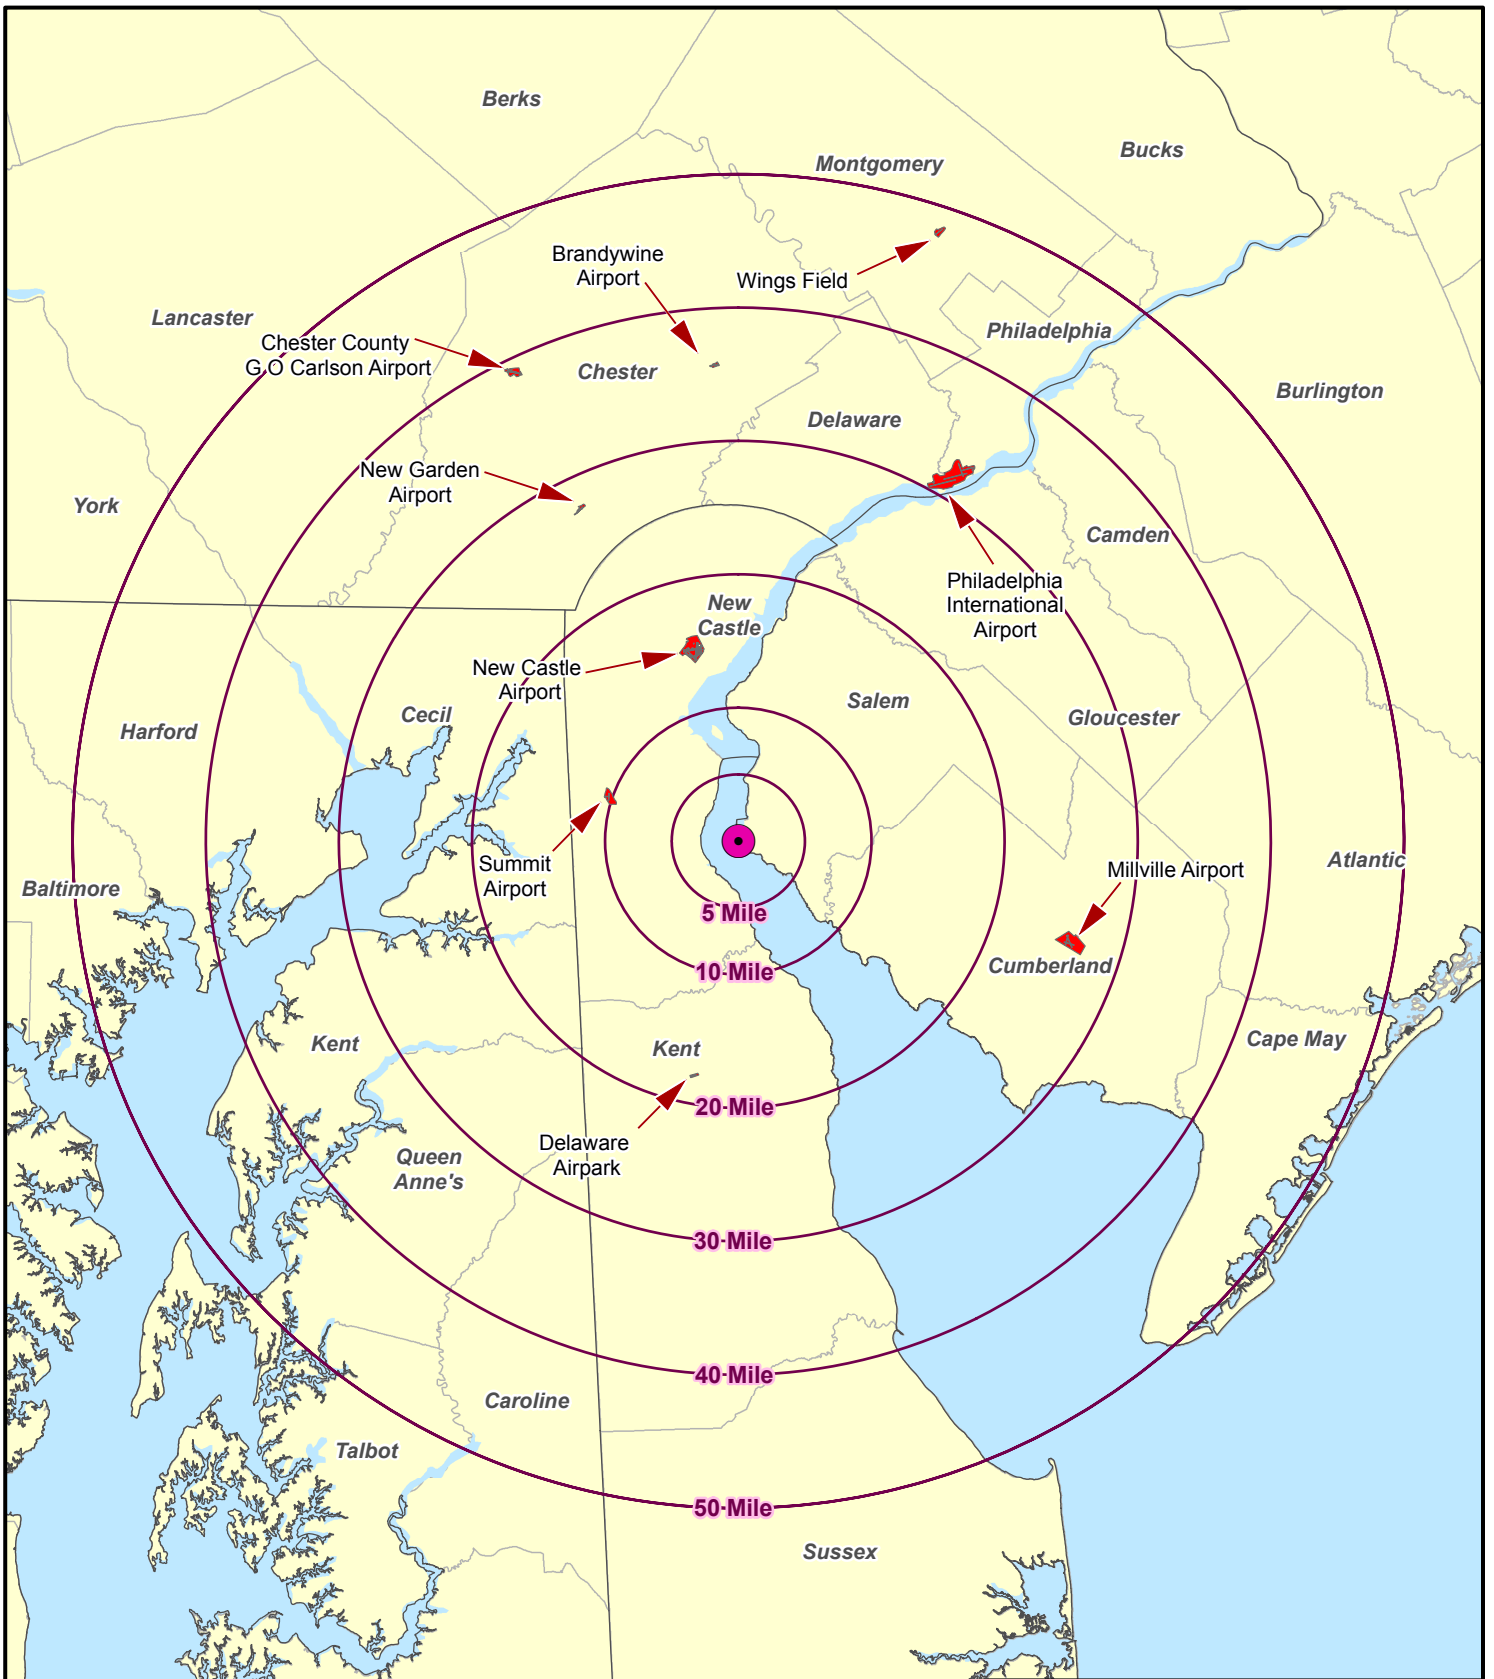 Berks
Bucks
Montgomery
Brandywine
Airport
Wings Field
Lancaster
Philadelphia
Chester County
G O Carlson Airport
Chester
Burlington
Delaware
New Garden
Airport
York
Camden
Philadelphia
International
Airport
New
Castle
New Castle
Airport
Salem
Cecil
Gloucester
Harford
Summit
Airport
Millville Airport
Atlantic
Baltimore
5 Mile
Cumberland
10 Mile
Kent
Kent
Cape May
20 Mile
Delaware
Airpark
Queen
Anne's
30 Mile
40 Mile
Caroline
Talbot
50 Mile
Sussex